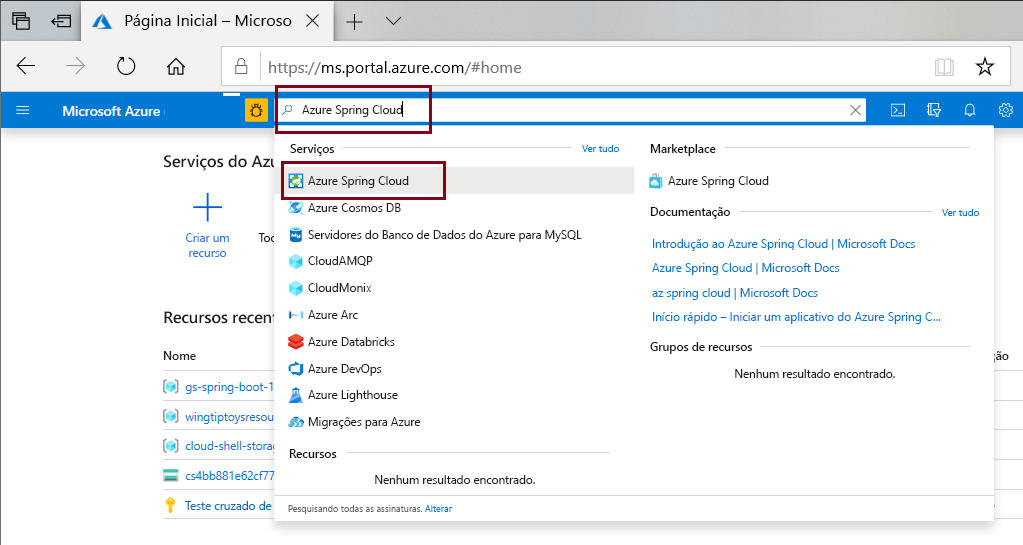 Página Inicial – Microso
https://ms.portal.azure.com/#home
Microsoft Azure
Azure Spring Cloud
Serviços do Azu
Criar um
recurso
Toc
Recursos recent
Nome
gs-spring-boot-1
wingtiptoysresou
cloud-shell-storag
cs4bb881e62cf77
Teste cruzado de
Serviços
Ver tudo
Azure Spring Cloud
Azure Cosmos DB
Servidores do Banco de Dados do Azure para MySQL
CloudAMQP
CloudMonix
Azure Arc
Azure Databricks
Azure DevOps
Azure Lighthouse
Migrações para Azure
Recursos
Nenhum resultado encontrado.
Pesquisando todas as assinaturas. Alterar
Marketplace
Azure Spring Cloud
Documentação
Ver tudo
Introdução ao Azure Spring Cloud | Microsoft Docs
Azure Spring Cloud | Microsoft Docs
az spring cloud | Microsoft Docs
Início rápido – Iniciar um aplicativo do Azure Spring C...
Grupos de recursos
Nenhum resultado encontrado.
ão